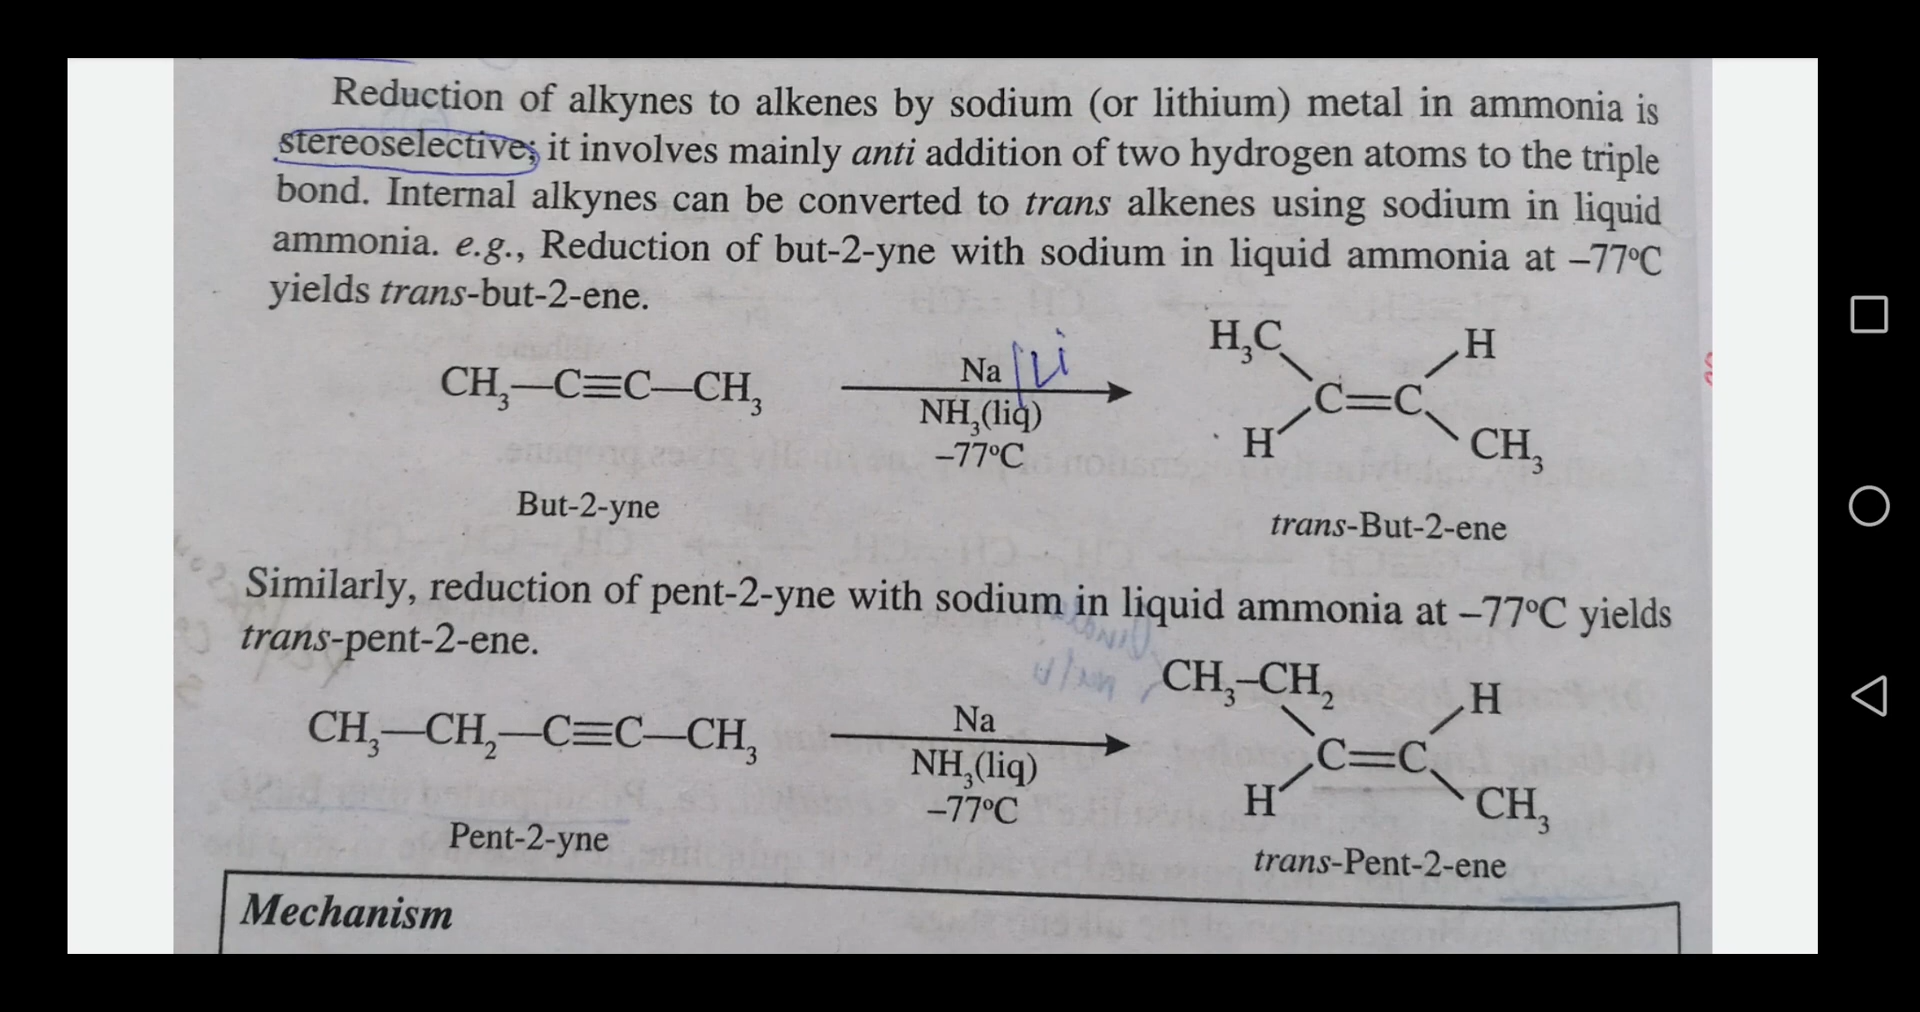 Reduction of alkynes to alkenes by sodium (or lithium) metal in ammonia is
stereoselective; it involves mainly anti addition of two hydrogen atoms to the triple
bond. Internal alkynes can be converted to trans alkenes using sodium in liquid
ammonia. e.g., Reduction of but-2-yne with sodium in liquid ammonia at –77°C
yields trans-but-2-ene.
CH₃—C≡C—CH₃
Na / Li
NH₃(liq)
–77°C
H₃C H
C=C
H CH₃
But-2-yne
trans-But-2-ene
Similarly, reduction of pent-2-yne with sodium in liquid ammonia at –77°C yields
trans-pent-2-ene.
CH₃—CH₂—C≡C—CH₃
Na
NH₃(liq)
–77°C
CH₃–CH₂ H
C=C
H CH₃
Pent-2-yne
trans-Pent-2-ene
Mechanism